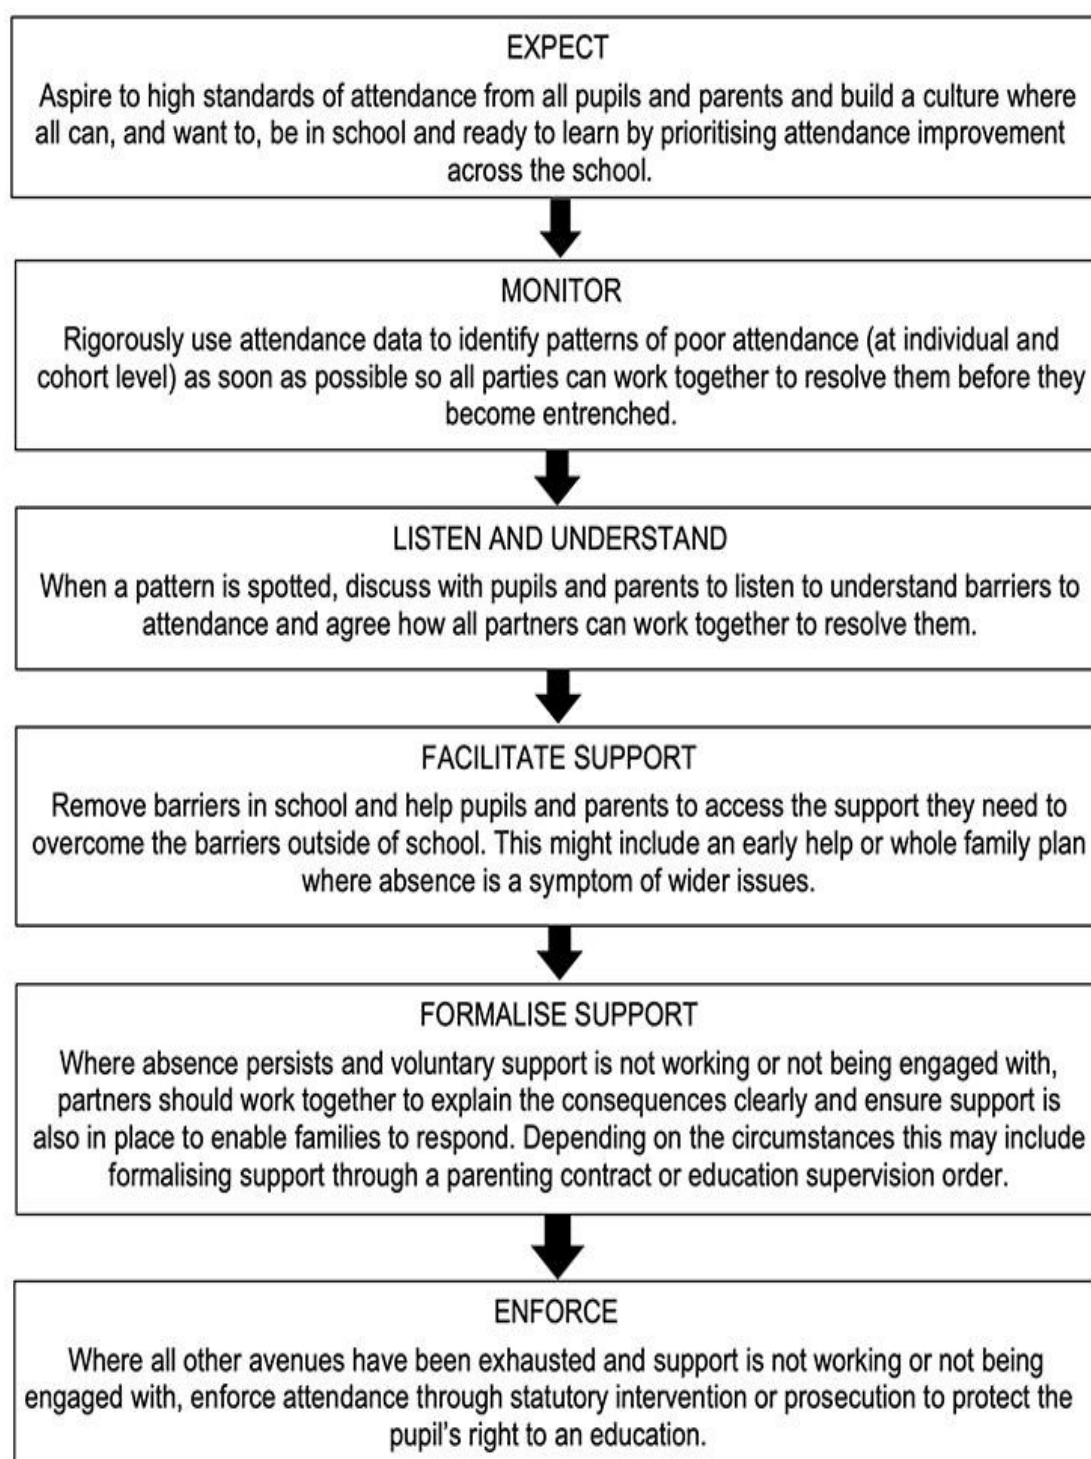 EXPECT
Aspire to high standards of attendance from all pupils and parents and build a culture where
all can, and want to, be in school and ready to learn by prioritising attendance improvement
across the school.
MONITOR
Rigorously use attendance data to identify patterns of poor attendance (at individual and
cohort level) as soon as possible so all parties can work together to resolve them before they
become entrenched.
LISTEN AND UNDERSTAND
When a pattern is spotted, discuss with pupils and parents to listen to understand barriers to
attendance and agree how all partners can work together to resolve them.
FACILITATE SUPPORT
Remove barriers in school and help pupils and parents to access the support they need to
overcome the barriers outside of school. This might include an early help or whole family plan
where absence is a symptom of wider issues.
FORMALISE SUPPORT
Where absence persists and voluntary support is not working or not being engaged with,
partners should work together to explain the consequences clearly and ensure support is
also in place to enable families to respond. Depending on the circumstances this may include
formalising support through a parenting contract or education supervision order.
ENFORCE
Where all other avenues have been exhausted and support is not working or not being
engaged with, enforce attendance through statutory intervention or prosecution to protect the
pupil's right to an education.